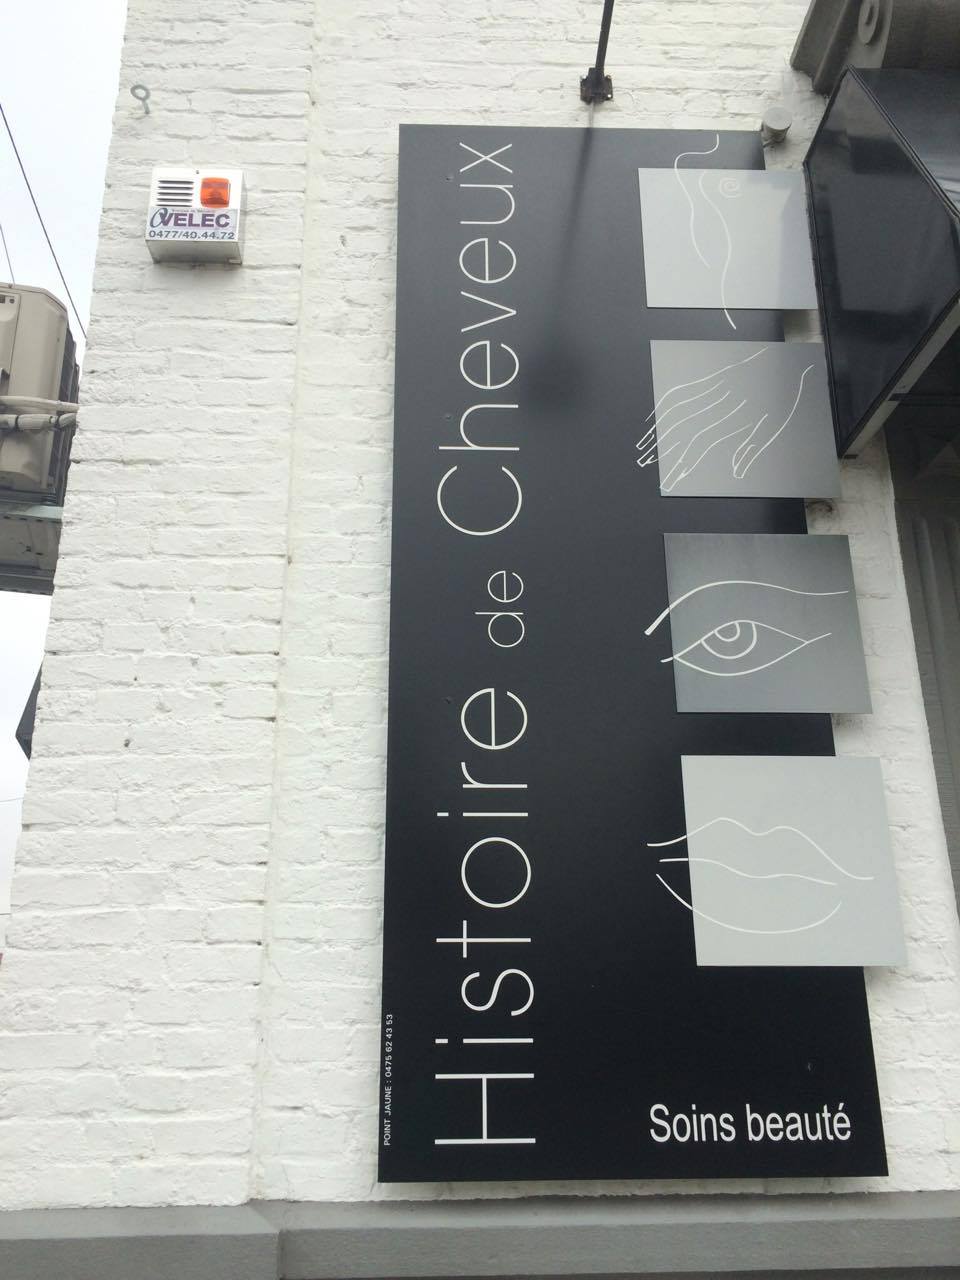 VELEC
0477/40.44.72
Histoire de Cheveux
POINT JAUNE : 0475 62 43 53
Soins beauté